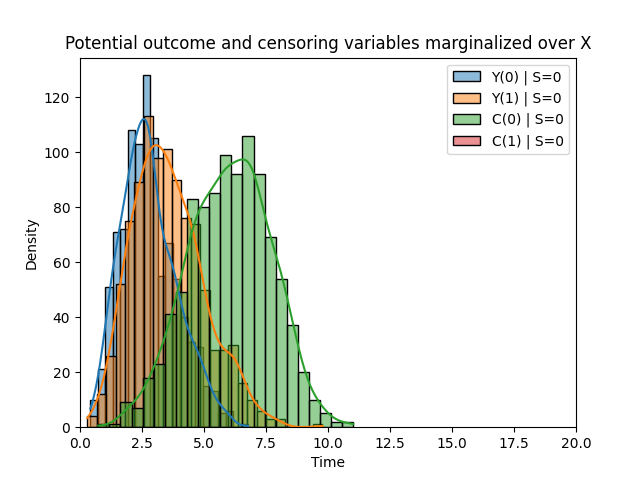 Potential outcome and censoring variables marginalized over X
Y(0) | S=0
Y(1) | S=0
C(0) | S=0
C(1) | S=0
120
100
80
60
40
20
0
Density
0.0 2.5 5.0 7.5 10.0 12.5 15.0 17.5 20.0
Time